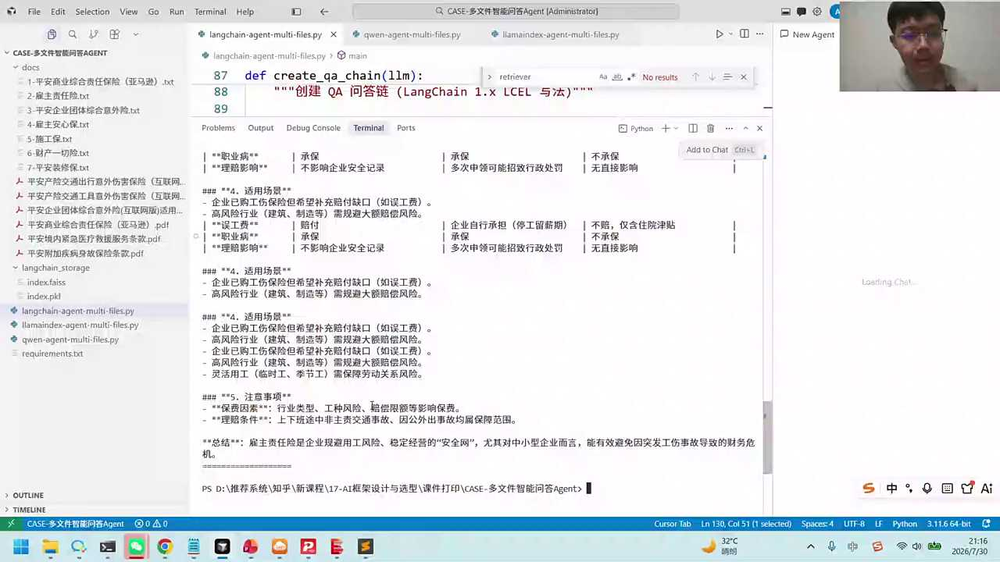 File Edit Selection View Go Run Terminal Help
CASE-多文件智能问答Agent [Administrator]
langchain-agent-multi-files.py
qwen-agent-multi-files.py
llamaindex-agent-multi-files.py
New Agent
CASE-多文件智能问答AGENT
docs
1-平安商业综合责任保险（亚马逊）.txt
2-雇主责任险.txt
3-平安企业团体综合意外险.txt
4-雇主安心保.txt
5-施工保.txt
6-财产一切险.txt
7-平安装修保.txt
平安产险交通出行意外伤害保险（互联网...
平安产险交通工具意外伤害保险（互联网...
平安企业团体综合意外险(互联网版)适用...
平安商业综合责任保险（亚马逊）.pdf
平安境内紧急医疗救援服务条款.pdf
平安附加疾病身故保险条款.pdf
langchain_storage
index.faiss
index.pkl
langchain-agent-multi-files.py
llamaindex-agent-multi-files.py
qwen-agent-multi-files.py
requirements.txt
OUTLINE
TIMELINE
langchain-agent-multi-files.py > main
87 def create_qa_chain(llm):
88 """创建 QA 问答链 (LangChain 1.x LCEL 写法)"""
89
retriever
Aa ab .* No results
Problems Output Debug Console Terminal Ports
Python
Add to Chat Ctrl+L
| **职业病** | 承保 | 承保 | 不承保 |
| **理赔影响** | 不影响企业安全记录 | 多次申领可能招致行政处罚 | 无直接影响 |
### **4. 适用场景**
- 企业已购工伤保险但希望补充赔付缺口（如误工费）。
- 高风险行业（建筑、制造等）需规避大额赔偿风险。
| **误工费** | 赔付 | 企业自行承担（停工留薪期） | 不赔，仅含住院津贴 |
| **职业病** | 承保 | 承保 | 不承保 |
| **理赔影响** | 不影响企业安全记录 | 多次申领可能招致行政处罚 | 无直接影响 |
### **4. 适用场景**
- 企业已购工伤保险但希望补充赔付缺口（如误工费）。
- 高风险行业（建筑、制造等）需规避大额赔偿风险。
### **4. 适用场景**
- 企业已购工伤保险但希望补充赔付缺口（如误工费）。
- 高风险行业（建筑、制造等）需规避大额赔偿风险。
- 企业已购工伤保险但希望补充赔付缺口（如误工费）。
- 高风险行业（建筑、制造等）需规避大额赔偿风险。
- 灵活用工（临时工、季节工）需保障劳动关系风险。
### **5. 注意事项**
- **保费因素**：行业类型、工种风险、赔偿限额等影响保费。
- **理赔条件**：上下班途中非主责交通事故、因公外出事故均属保障范围。
**总结**：雇主责任险是企业规避用工风险、稳定经营的“安全网”，尤其对中小型企业而言，能有效避免因突发工伤事故导致的财务危
机。
===================
PS D:\推荐系统\知乎\新课程\17-AI框架设计与选型\课件打印\CASE-多文件智能问答Agent>
Loading Chat...
中
Ai
CASE-多文件智能问答Agent 0 0
Cursor Tab Ln 130, Col 51 (1 selected) Spaces: 4 UTF-8 LF Python 3.11.6 64-bit
32°C
晴朗
21:16
2026/7/30